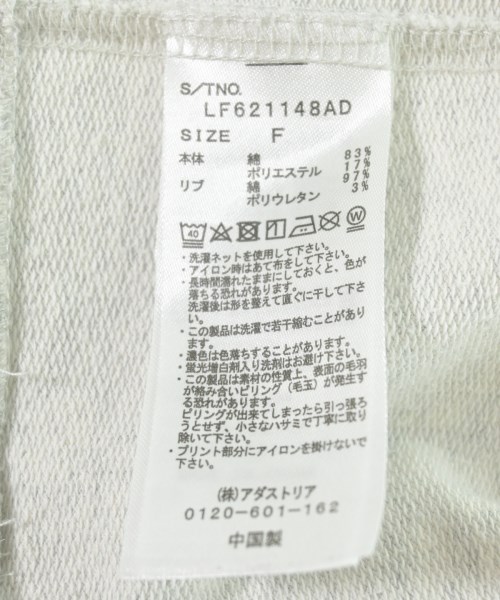 S/TNO.
LF621148AD
SIZE F
本体 綿 83%
ポリエステル 17%
リブ 綿 97%
ポリウレタン 3%
40
W
・洗濯ネットを使用して下さい。
・アイロン時はあて布をして下さい。
・長時間濡れたままにしておくと、色が
落ちる恐れがあります。
洗濯後は形を整えて直ぐに干して下さ
い。
・この製品は洗濯で若干縮むことがあり
ます。
・濃色は色落ちすることがあります。
・蛍光増白剤入り洗剤はお避け下さい。
・この製品は素材の性質上、表面の毛羽
が絡み合いピリング(毛玉)が発生す
る恐れがあります。
ピリングが出来てしまったら引っ張ろ
うとせず、小さなハサミで丁寧に取り
除いて下さい。
・プリント部分にアイロンを掛けないで
下さい。
(株)アダストリア
0120-601-162
中国製